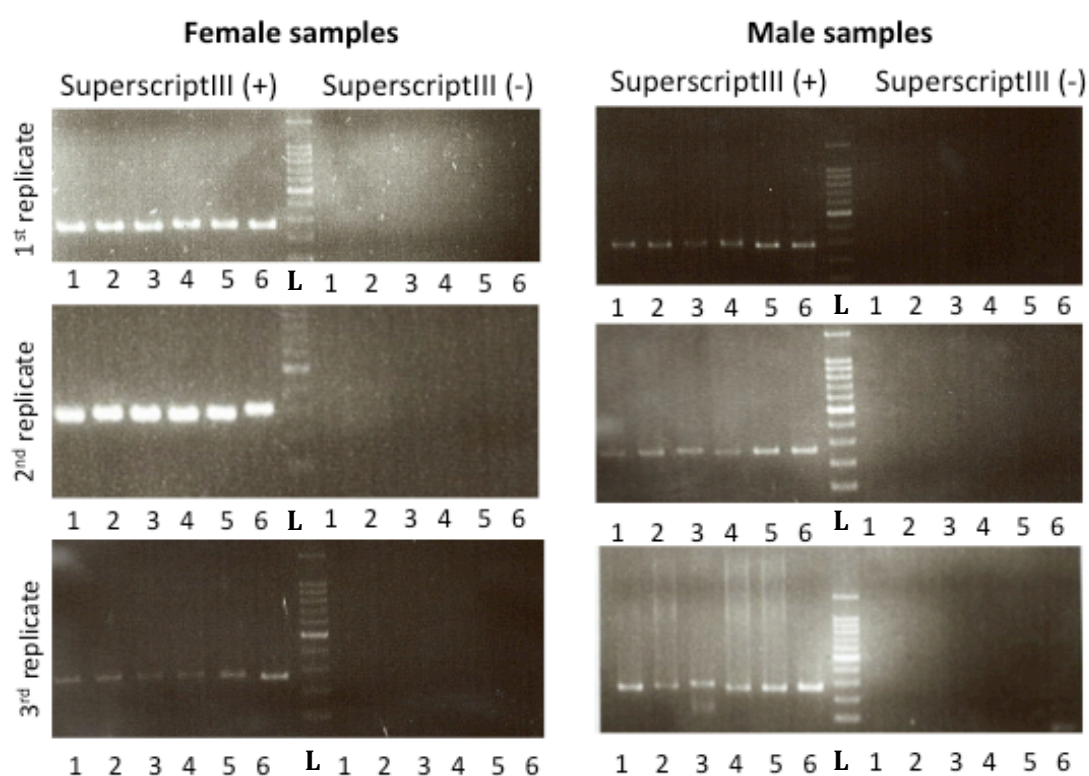 Female samples
Male samples
SuperscriptIII (+) SuperscriptIII (-)
SuperscriptIII (+) SuperscriptIII (-)
1st replicate
1 2 3 4 5 6 L 1 2 3 4 5 6
1 2 3 4 5 6 L 1 2 3 4 5 6
2nd replicate
1 2 3 4 5 6 L 1 2 3 4 5 6
1 2 3 4 5 6 L 1 2 3 4 5 6
3rd replicate
1 2 3 4 5 6 L 1 2 3 4 5 6
1 2 3 4 5 6 L 1 2 3 4 5 6